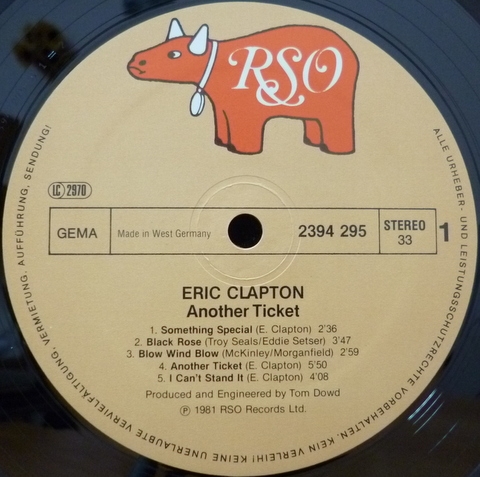 RSO
LC 2970
GEMA
Made in West Germany
2394 295
STEREO
33
1
ERIC CLAPTON
Another Ticket
1. Something Special (E. Clapton) 2'36
2. Black Rose (Troy Seals/Eddie Setser) 3'47
3. Blow Wind Blow (McKinley/Morganfield) 2'59
4. Another Ticket (E. Clapton) 5'50
5. I Can't Stand It (E. Clapton) 4'08
Produced and Engineered by Tom Dowd
℗ 1981 RSO Records Ltd.
ALLE URHEBER- UND LEISTUNGSSCHUTZRECHTE VORBEHALTEN. KEIN VERLEIH! KEINE UNERLAUBTE VERVIELFÄLTIGUNG, VERMIETUNG, AUFFÜHRUNG, SENDUNG!